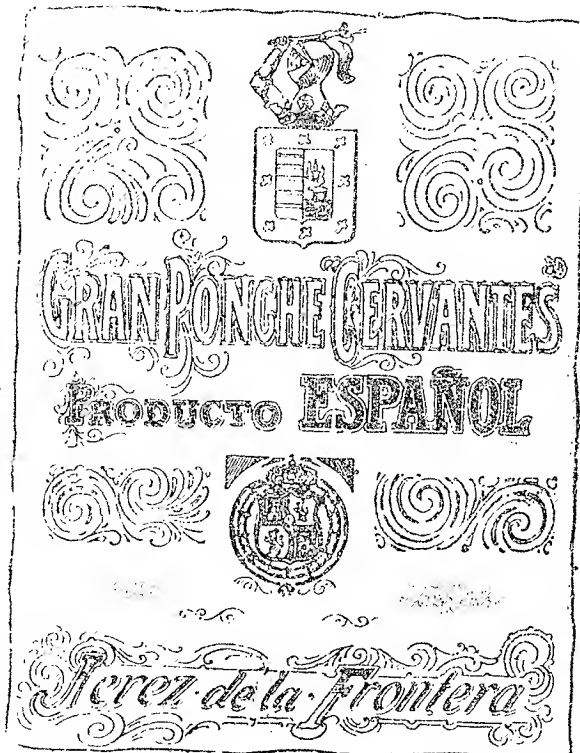 GRAN PONCHE "CERVANTES"
PRODUCTO ESPAÑOL
Jerez de la Frontera